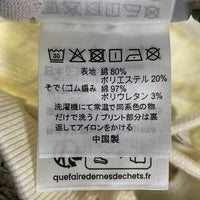 表地 綿 80%
ポリエステル 20%
そで(ゴム編み) 綿 97%
ポリウレタン 3%
洗濯機にて常温で同系色の物
だけで洗う / プリント部分は裏
返してアイロンをかける
中国製
quefairedemesdechets.fr